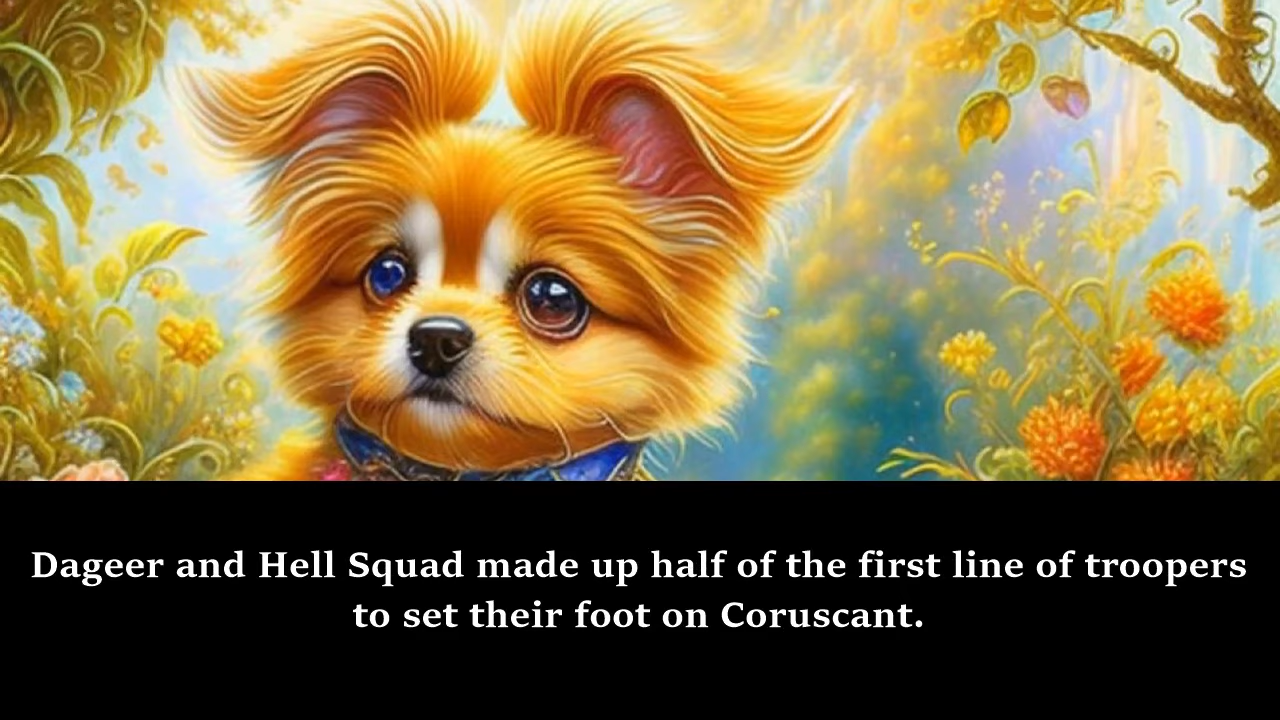 Dageer and Hell Squad made up half of the first line of troopers
to set their foot on Coruscant.